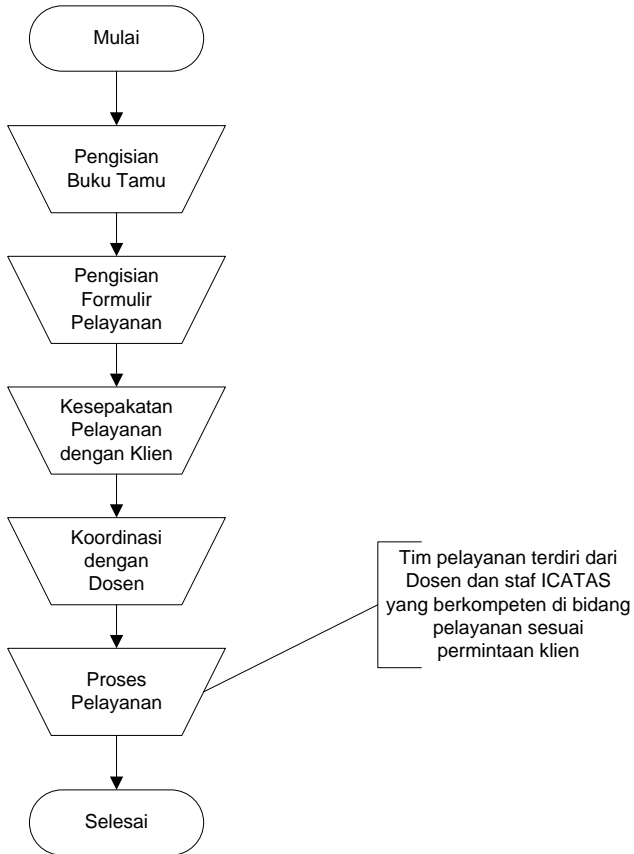 Mulai
Pengisian
Buku Tamu
Pengisian
Formulir
Pelayanan
Kesepakatan
Pelayanan
dengan Klien
Koordinasi
dengan
Dosen
Tim pelayanan terdiri dari
Dosen dan staf ICATAS
yang berkompeten di bidang
pelayanan sesuai
permintaan klien
Proses
Pelayanan
Selesai